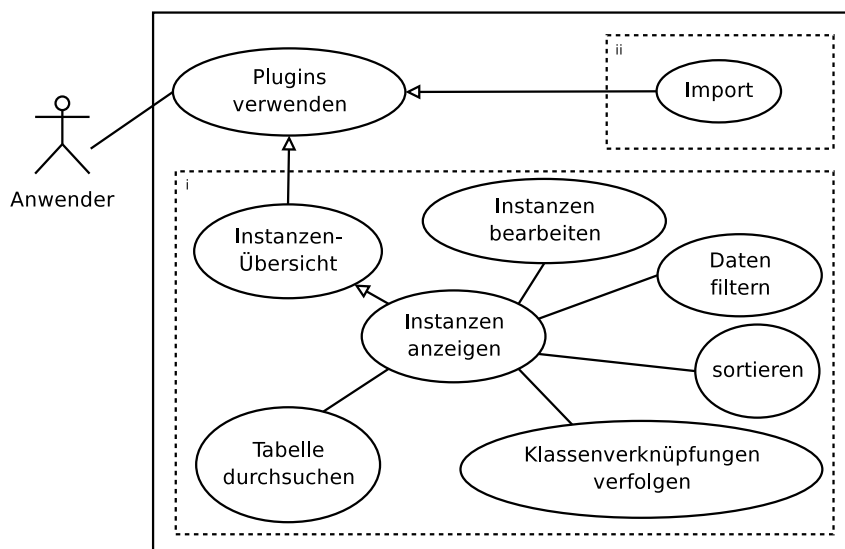 ii
Plugins
verwenden
Import
Anwender
i
Instanzen
bearbeiten
Instanzen-
Übersicht
Daten
filtern
Instanzen
anzeigen
sortieren
Tabelle
durchsuchen
Klassenverknüpfungen
verfolgen